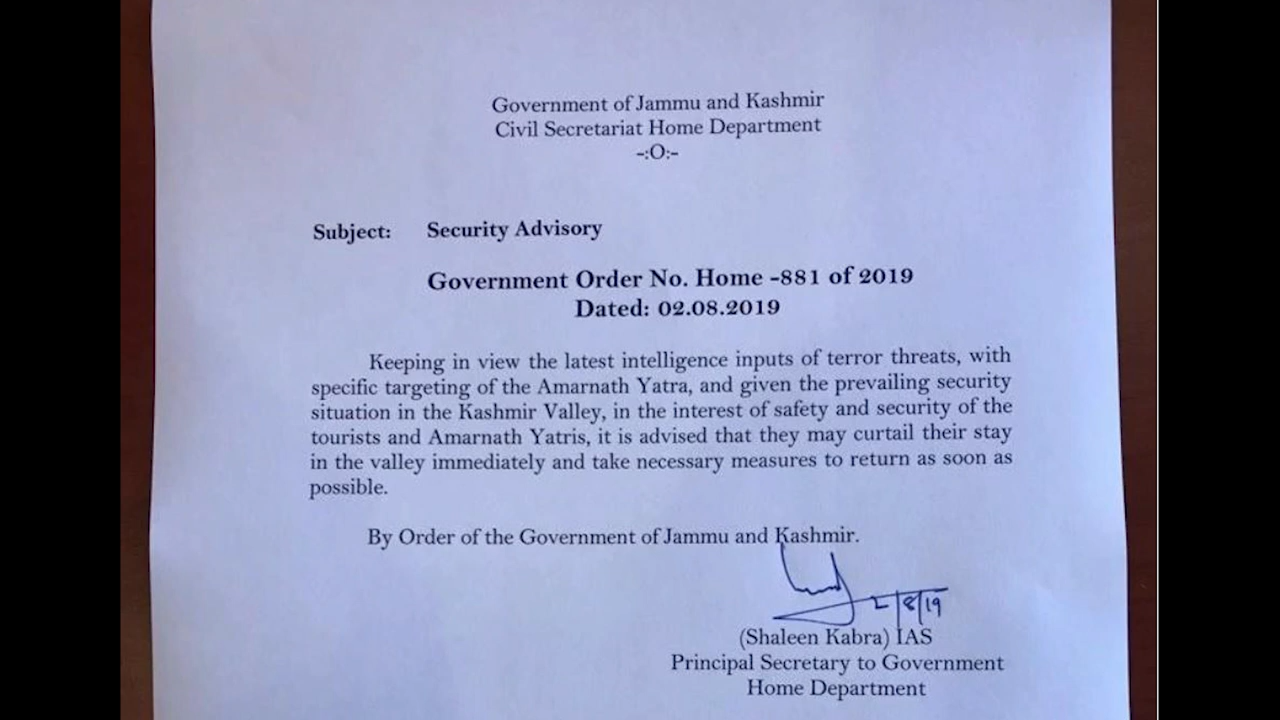 Government of Jammu and Kashmir
Civil Secretariat Home Department
-:O:-
Subject: Security Advisory
Government Order No. Home -881 of 2019
Dated: 02.08.2019
Keeping in view the latest intelligence inputs of terror threats, with
specific targeting of the Amarnath Yatra, and given the prevailing security
situation in the Kashmir Valley, in the interest of safety and security of the
tourists and Amarnath Yatris, it is advised that they may curtail their stay
in the valley immediately and take necessary measures to return as soon as
possible.
By Order of the Government of Jammu and Kashmir.
2/8/19
(Shaleen Kabra) IAS
Principal Secretary to Government
Home Department